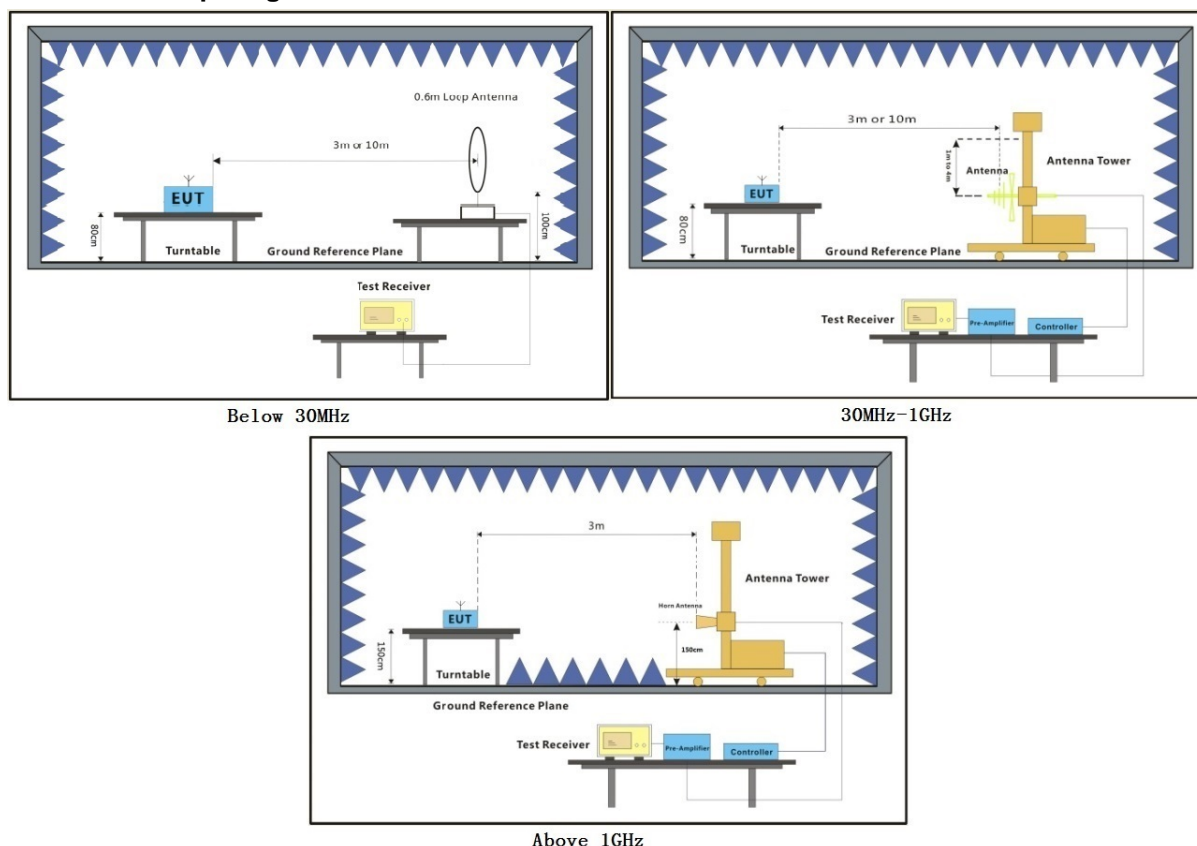 0.6m Loop Antenna
3m or 10m
EUT
80cm
100cm
Turntable
Ground Reference Plane
Test Receiver
Below 30MHz
3m or 10m
1m to 4m
Antenna
Antenna Tower
EUT
80cm
Turntable
Ground Reference Plane
Test Receiver
Pre-Amplifier
Controller
30MHz-1GHz
3m
Antenna Tower
Horn Antenna
EUT
150cm
150cm
Turntable
Ground Reference Plane
Test Receiver
Pre-Amplifier
Controller
Above 1GHz